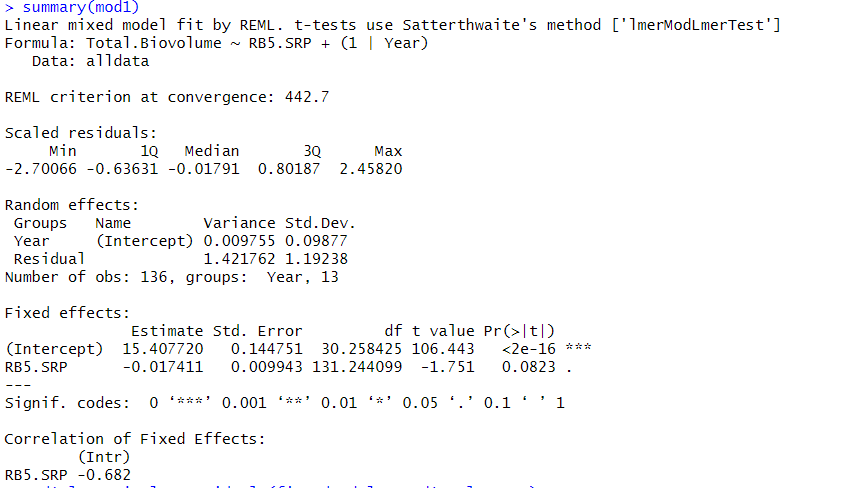 > summary(mod1)
Linear mixed model fit by REML. t-tests use Satterthwaite's method ['lmerModLmerTest']
Formula: Total.Biovolume ~ RB5.SRP + (1 | Year)
   Data: alldata

REML criterion at convergence: 442.7

Scaled residuals:
     Min       1Q   Median       3Q      Max
-2.70066 -0.63631 -0.01791  0.80187  2.45820

Random effects:
 Groups   Name        Variance Std.Dev.
 Year     (Intercept) 0.009755 0.09877
 Residual             1.421762 1.19238
Number of obs: 136, groups:  Year, 13

Fixed effects:
              Estimate Std. Error         df t value Pr(>|t|)
(Intercept)  15.407720   0.144751  30.258425 106.443   <2e-16 ***
RB5.SRP      -0.017411   0.009943 131.244099  -1.751   0.0823 .
---
Signif. codes:  0 ‘***’ 0.001 ‘**’ 0.01 ‘*’ 0.05 ‘.’ 0.1 ‘ ’ 1

Correlation of Fixed Effects:
        (Intr)
RB5.SRP -0.682